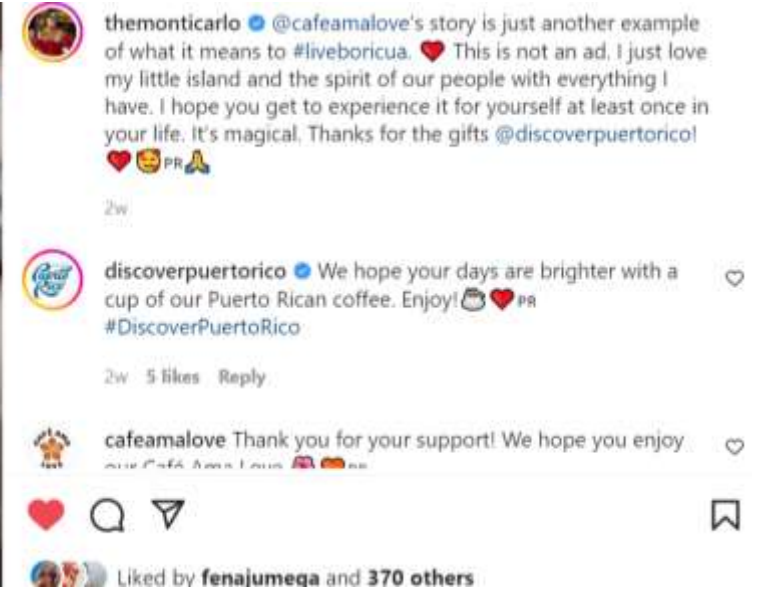 themonticarlo @cafeamalove's story is just another example
of what it means to #liveboricua. ❤️ This is not an ad. I just love
my little island and the spirit of our people with everything I
have. I hope you get to experience it for yourself at least once in
your life. It's magical. Thanks for the gifts @discoverpuertorico!
❤️🥰PR🙏
2w
discoverpuertorico We hope your days are brighter with a
cup of our Puerto Rican coffee. Enjoy!☕❤️PR
#DiscoverPuertoRico
2w 5 likes Reply
cafeamalove Thank you for your support! We hope you enjoy
our Café Ama Love
Liked by fenajumega and 370 others